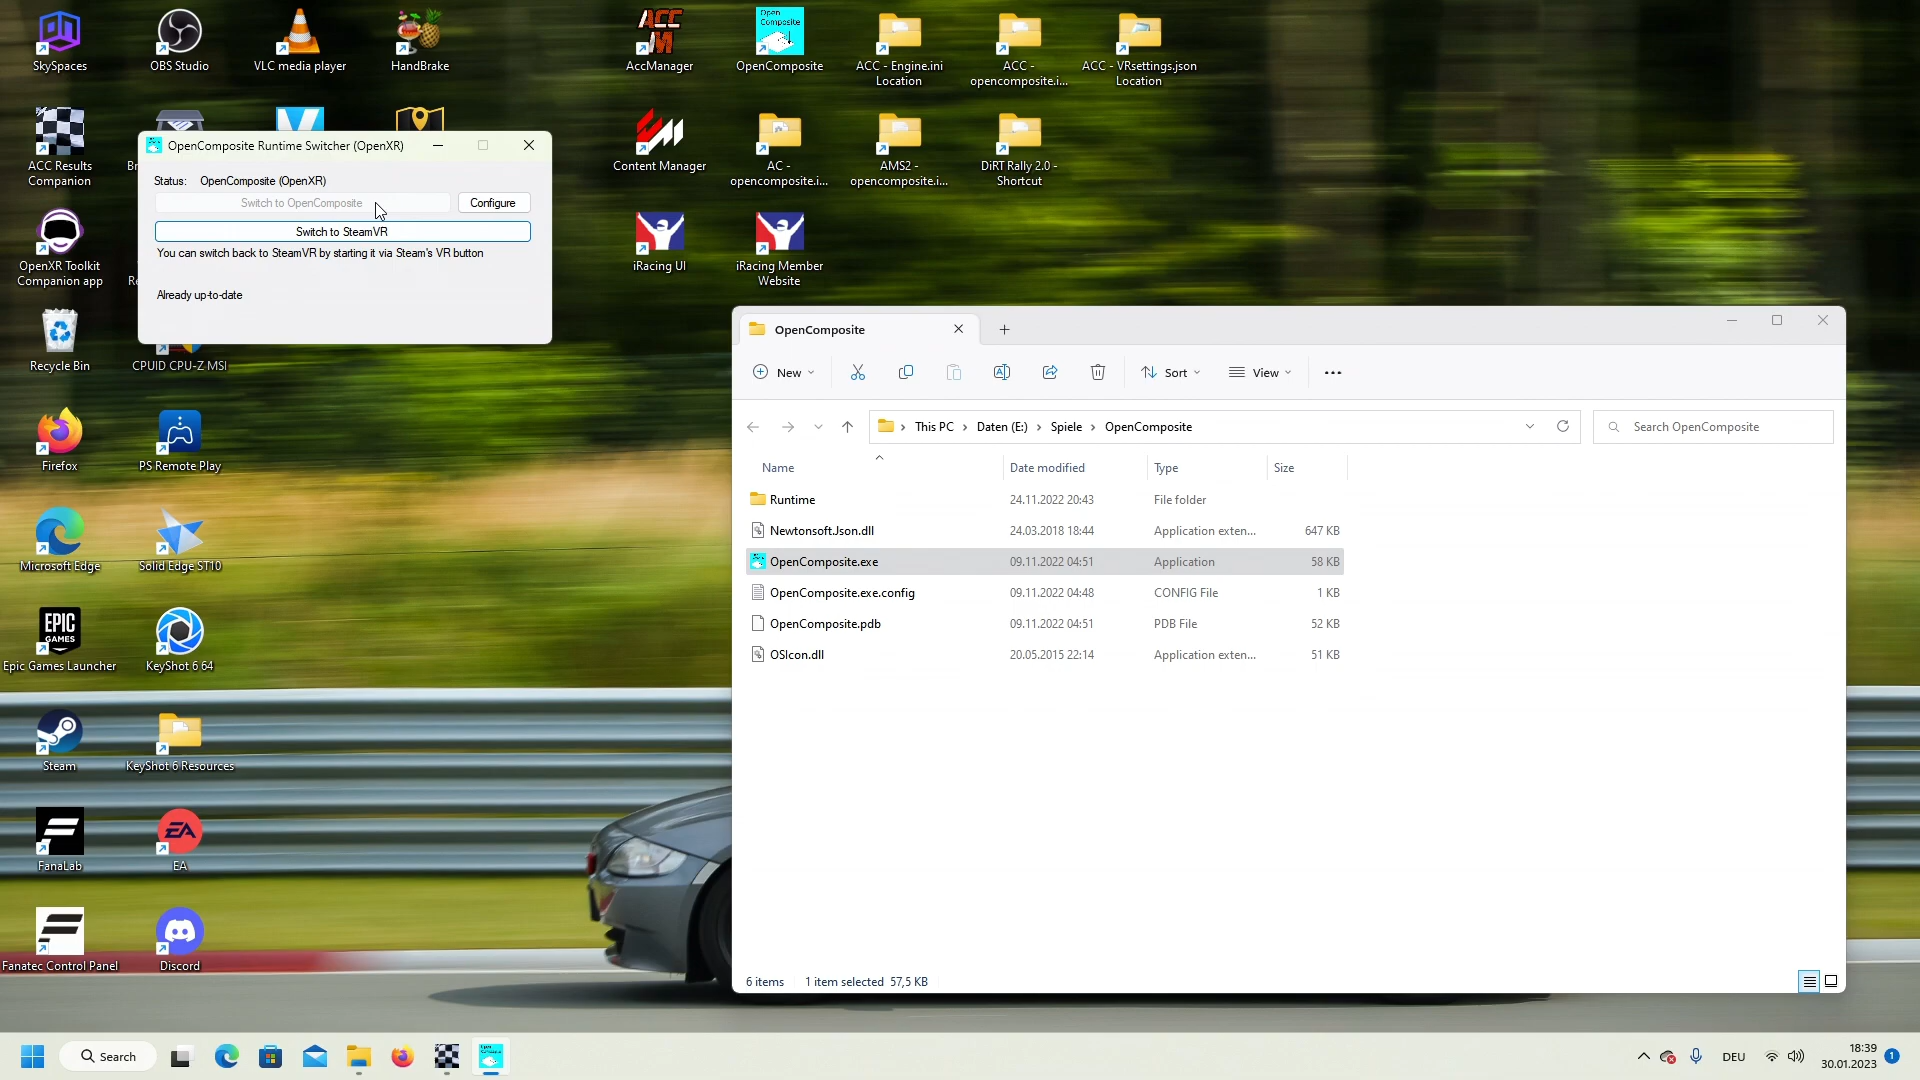 SkySpaces
OBS Studio
VLC media player
HandBrake
ACC
M
AccManager
Open
Composite
OpenComposite
ACC - Engine.ini
Location
ACC -
opencomposite.i...
ACC - VRsettings.json
Location
ACC Results
Companion
Content Manager
AC -
opencomposite.i...
AMS2 -
opencomposite.i...
DiRT Rally 2.0 -
Shortcut
OpenComposite Runtime Switcher (OpenXR)
Status: OpenComposite (OpenXR)
Switch to OpenComposite
Configure
Switch to SteamVR
You can switch back to SteamVR by starting it via Steam's VR button
Already up-to-date
OpenXR Toolkit
Companion app
iRacing UI
iRacing Member
Website
Recycle Bin
CPUID CPU-Z MSI
Firefox
PS Remote Play
Microsoft Edge
Solid Edge ST10
EPIC
GAMES
Epic Games Launcher
KeyShot 6 64
Steam
KeyShot 6 Resources
FanaLab
EA
EA
Fanatec Control Panel
Discord
OpenComposite
New
Sort
View
This PC
Daten (E:)
Spiele
OpenComposite
Search OpenComposite
Name Date modified Type Size
Runtime 24.11.2022 20:43 File folder
Newtonsoft.Json.dll 24.03.2018 18:44 Application exten... 647 KB
OpenComposite.exe 09.11.2022 04:51 Application 58 KB
OpenComposite.exe.config 09.11.2022 04:48 CONFIG File 1 KB
OpenComposite.pdb 09.11.2022 04:51 PDB File 52 KB
OSIcon.dll 20.05.2015 22:14 Application exten... 51 KB
6 items 1 item selected 57,5 KB
Search
DEU
18:39
30.01.2023
1